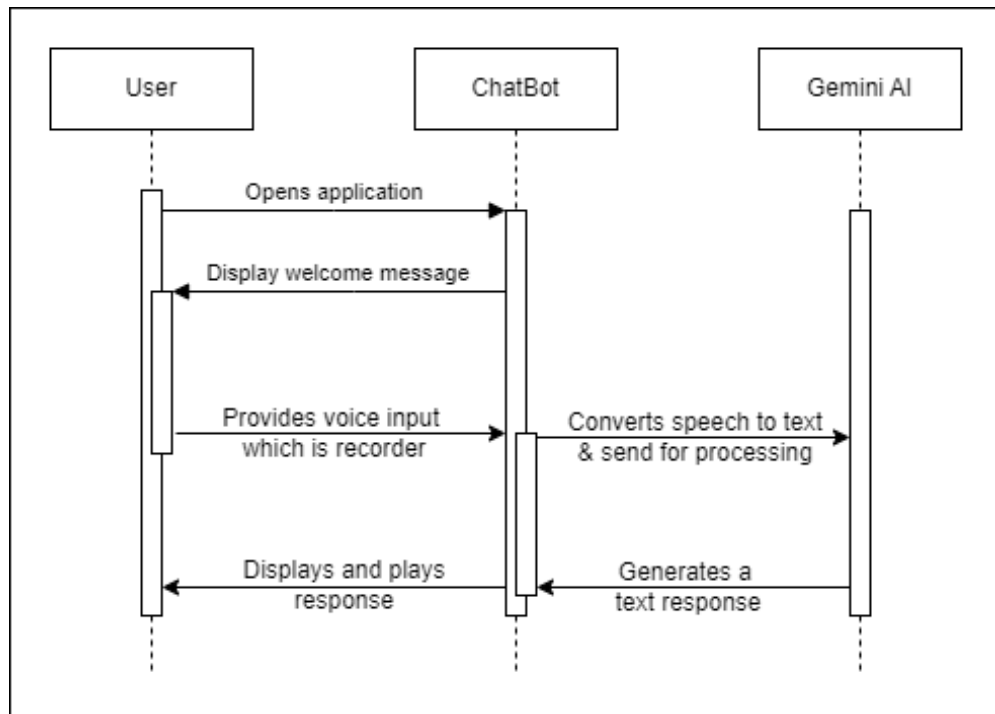 User
ChatBot
Gemini AI
Opens application
Display welcome message
Provides voice input
which is recorder
Converts speech to text
& send for processing
Displays and plays
response
Generates a
text response